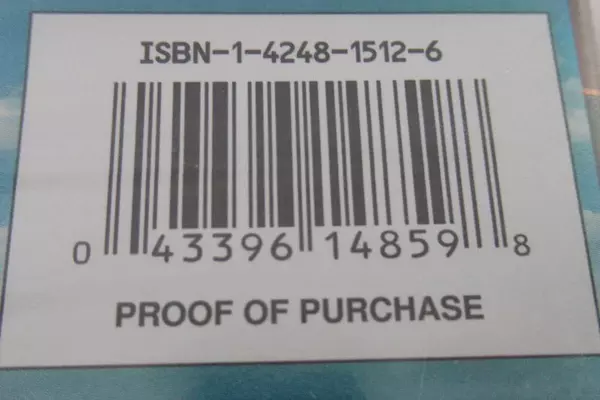 ISBN-1-4248-1512-6
0 43396 14859 8
PROOF OF PURCHASE